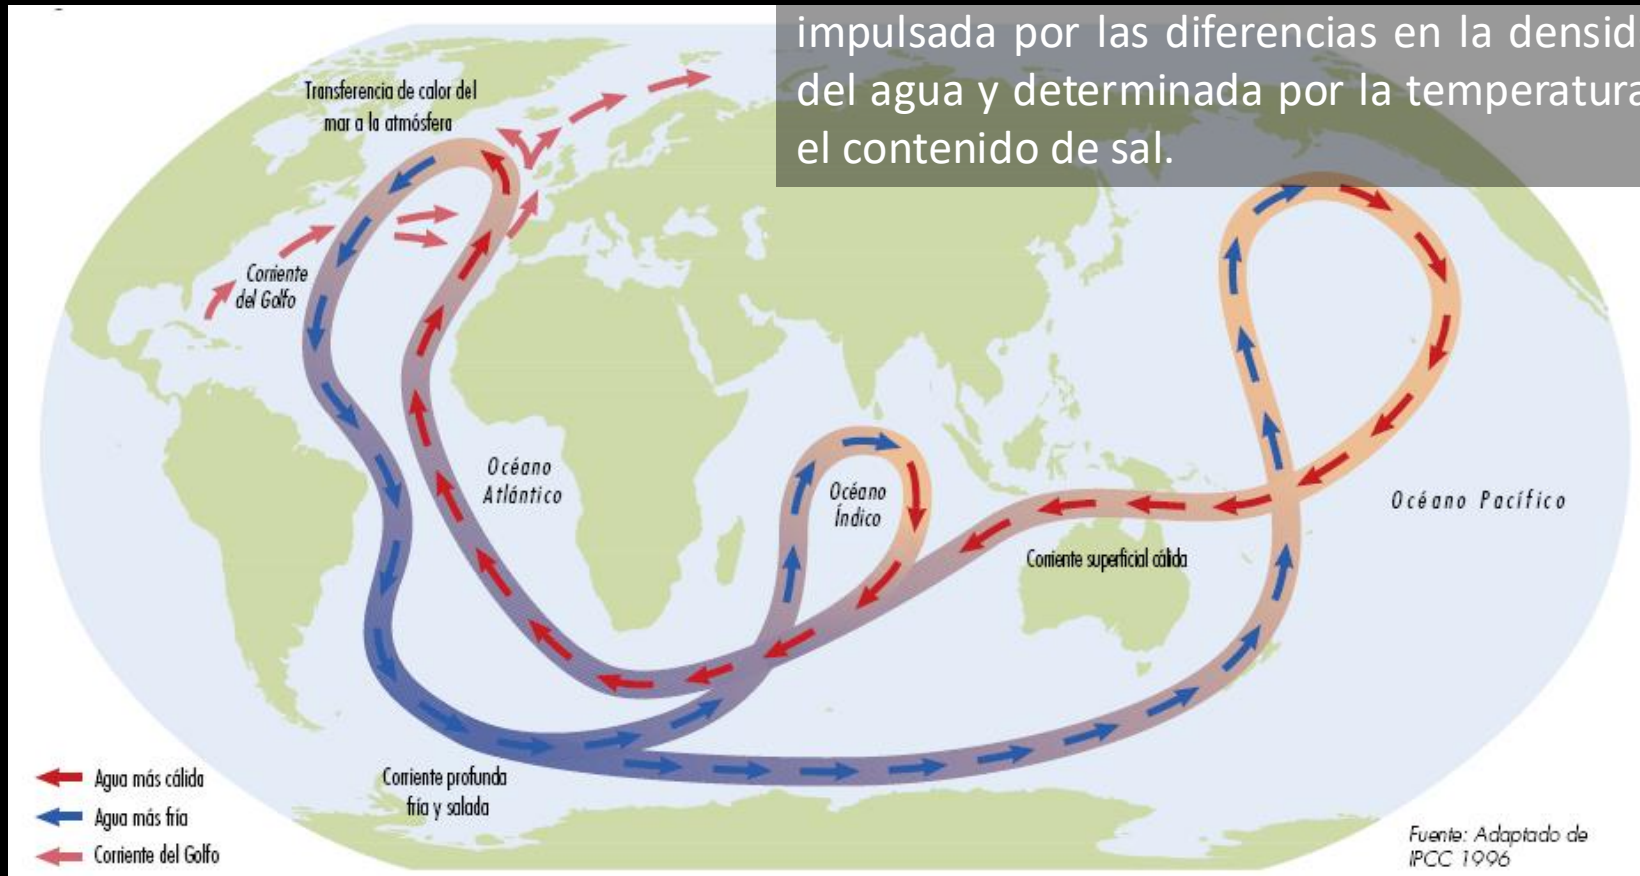 impulsada por las diferencias en la densid
del agua y determinada por la temperatura
el contenido de sal.
Transferencia de calor del
mar a la atmósfera
Corriente
del Golfo
Océano
Atlántico
Océano
Índico
Océano Pacífico
Corriente superficial cálida
Corriente profunda
fría y salada
Agua más cálida
Agua más fría
Corriente del Golfo
Fuente: Adaptado de
IPCC 1996